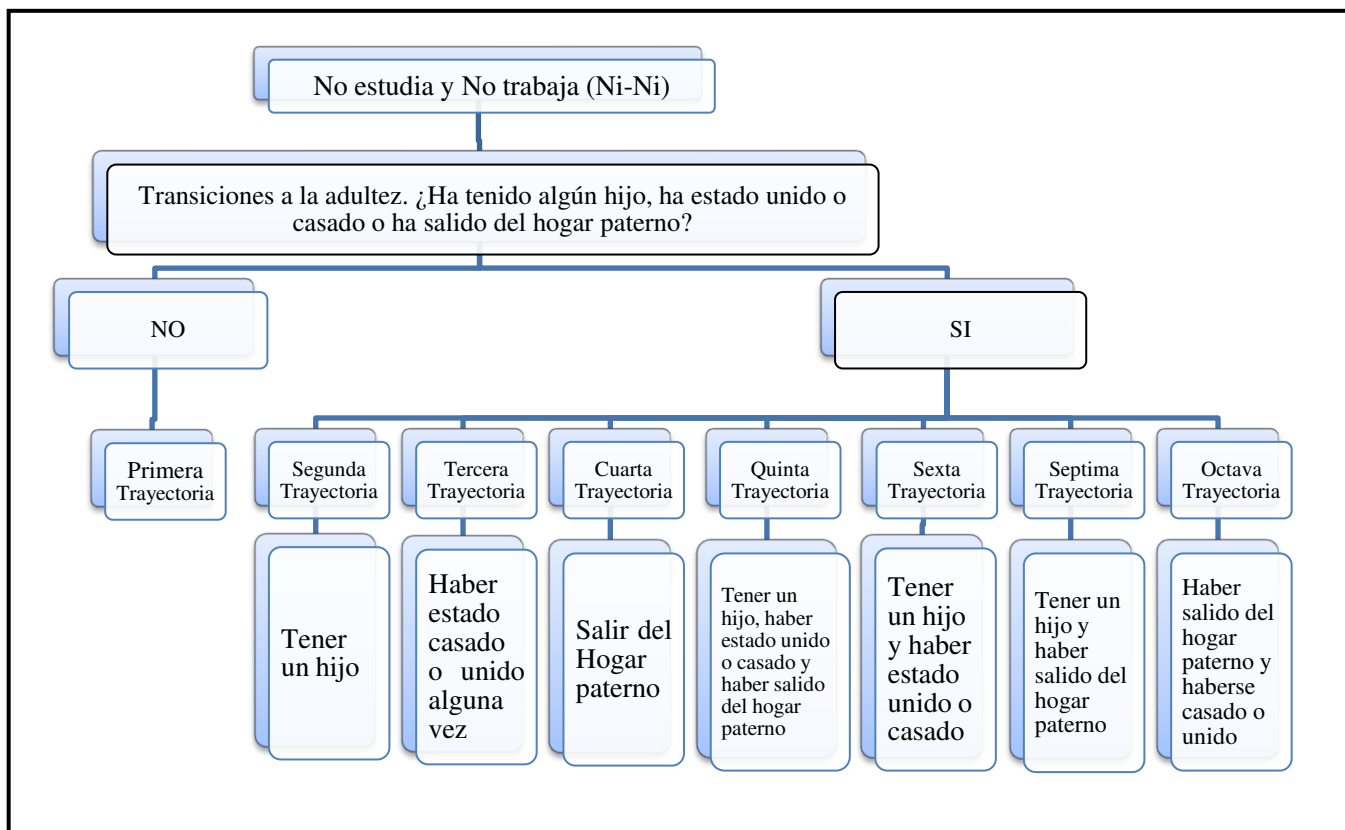 No estudia y No trabaja (Ni-Ni)
Transiciones a la adultez. ¿Ha tenido algún hijo, ha estado unido o
casado o ha salido del hogar paterno?
NO
SI
Primera
Trayectoria
Segunda
Trayectoria
Tercera
Trayectoria
Cuarta
Trayectoria
Quinta
Trayectoria
Sexta
Trayectoria
Septima
Trayectoria
Octava
Trayectoria
Tener
un hijo
Haber
estado
casado
o unido
alguna
vez
Salir del
Hogar
paterno
Tener un
hijo, haber
estado unido
o casado y
haber salido
del hogar
paterno
Tener
un hijo
y haber
estado
unido o
casado
Tener un
hijo y
haber
salido del
hogar
paterno
Haber
salido del
hogar
paterno y
haberse
casado o
unido